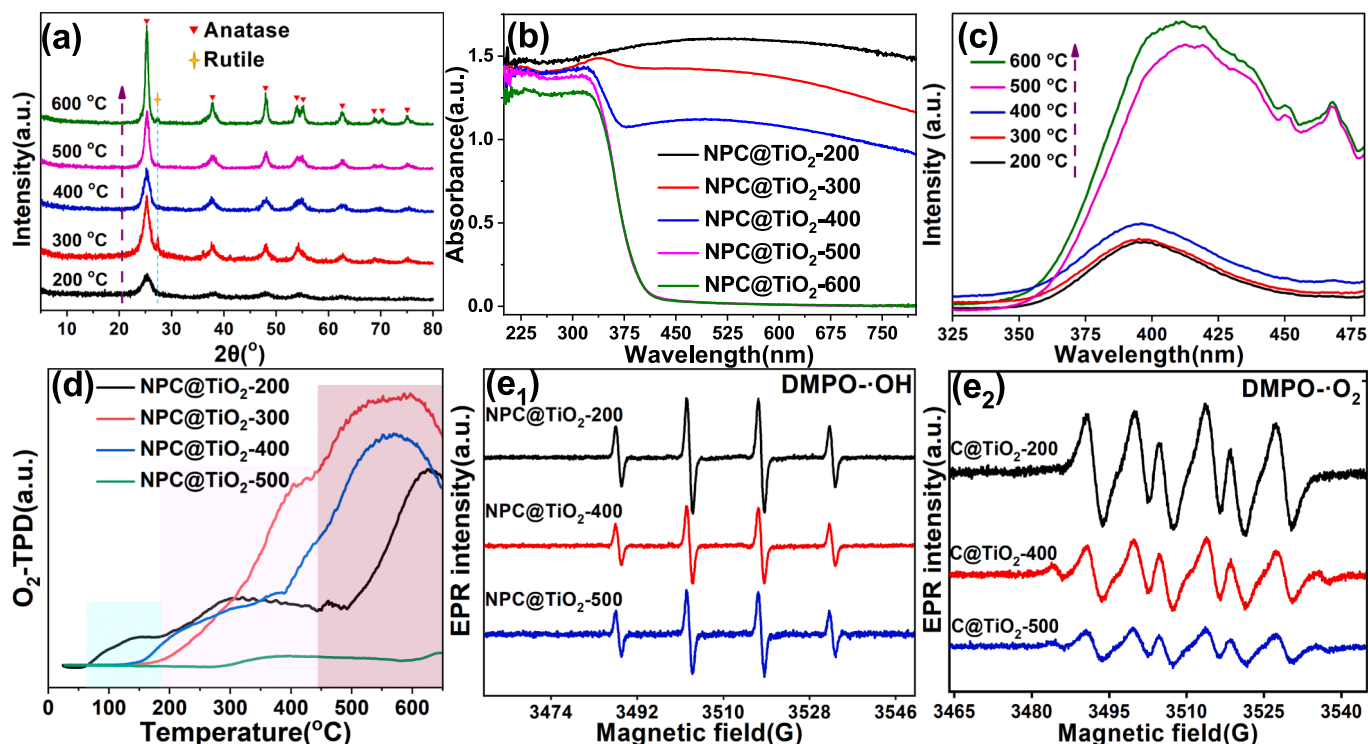 (a)
Anatase
Rutile
600 °C
500 °C
400 °C
300 °C
200 °C
Intensity(a.u.)
5 10 20 30 40 50 60 70 80
2θ(°)
(b)
1.5
1.0
0.5
0.0
Absorbance(a.u.)
NPC@TiO₂-200
NPC@TiO₂-300
NPC@TiO₂-400
NPC@TiO₂-500
NPC@TiO₂-600
225 300 375 450 525 600 675 750
Wavelength(nm)
(c)
600 °C
500 °C
400 °C
300 °C
200 °C
Intensity (a.u.)
325 350 375 400 425 450 475
Wavelength(nm)
(d)
NPC@TiO₂-200
NPC@TiO₂-300
NPC@TiO₂-400
NPC@TiO₂-500
O₂-TPD(a.u.)
0 100 200 300 400 500 600
Temperature(°C)
(e₁)
DMPO-·OH
NPC@TiO₂-200
NPC@TiO₂-400
NPC@TiO₂-500
EPR intensity(a.u.)
3474 3492 3510 3528 3546
Magnetic field(G)
(e₂)
DMPO-·O₂⁻
C@TiO₂-200
C@TiO₂-400
C@TiO₂-500
EPR intensity(a.u.)
3465 3480 3495 3510 3525 3540
Magnetic field(G)